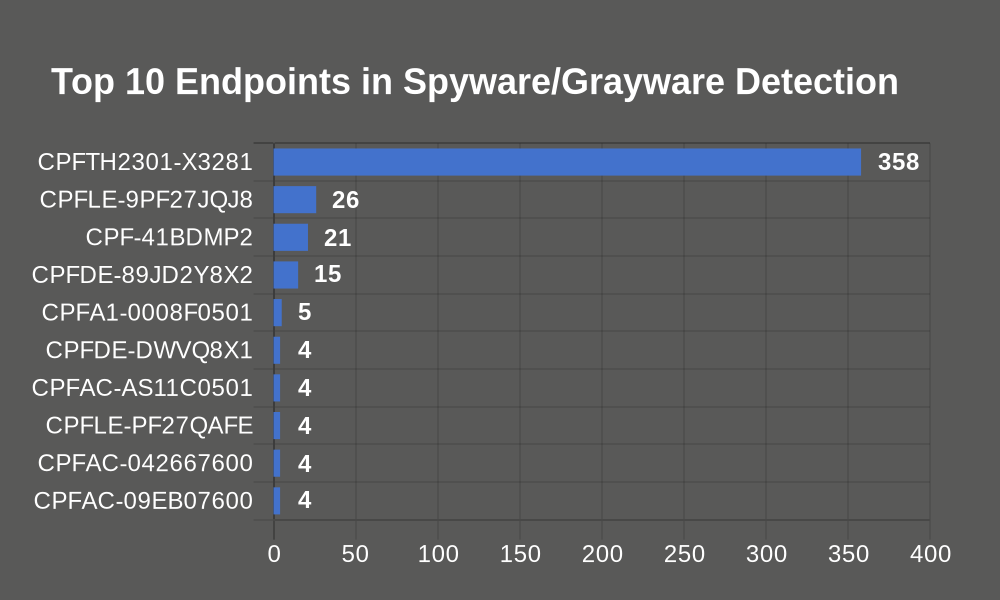 Top 10 Endpoints in Spyware/Grayware Detection
CPFTH2301-X3281 358
CPFLE-9PF27JQJ8 26
CPF-41BDMP2 21
CPFDE-89JD2Y8X2 15
CPFA1-0008F0501 5
CPFDE-DWVQ8X1 4
CPFAC-AS11C0501 4
CPFLE-PF27QAFE 4
CPFAC-042667600 4
CPFAC-09EB07600 4
0 50 100 150 200 250 300 350 400